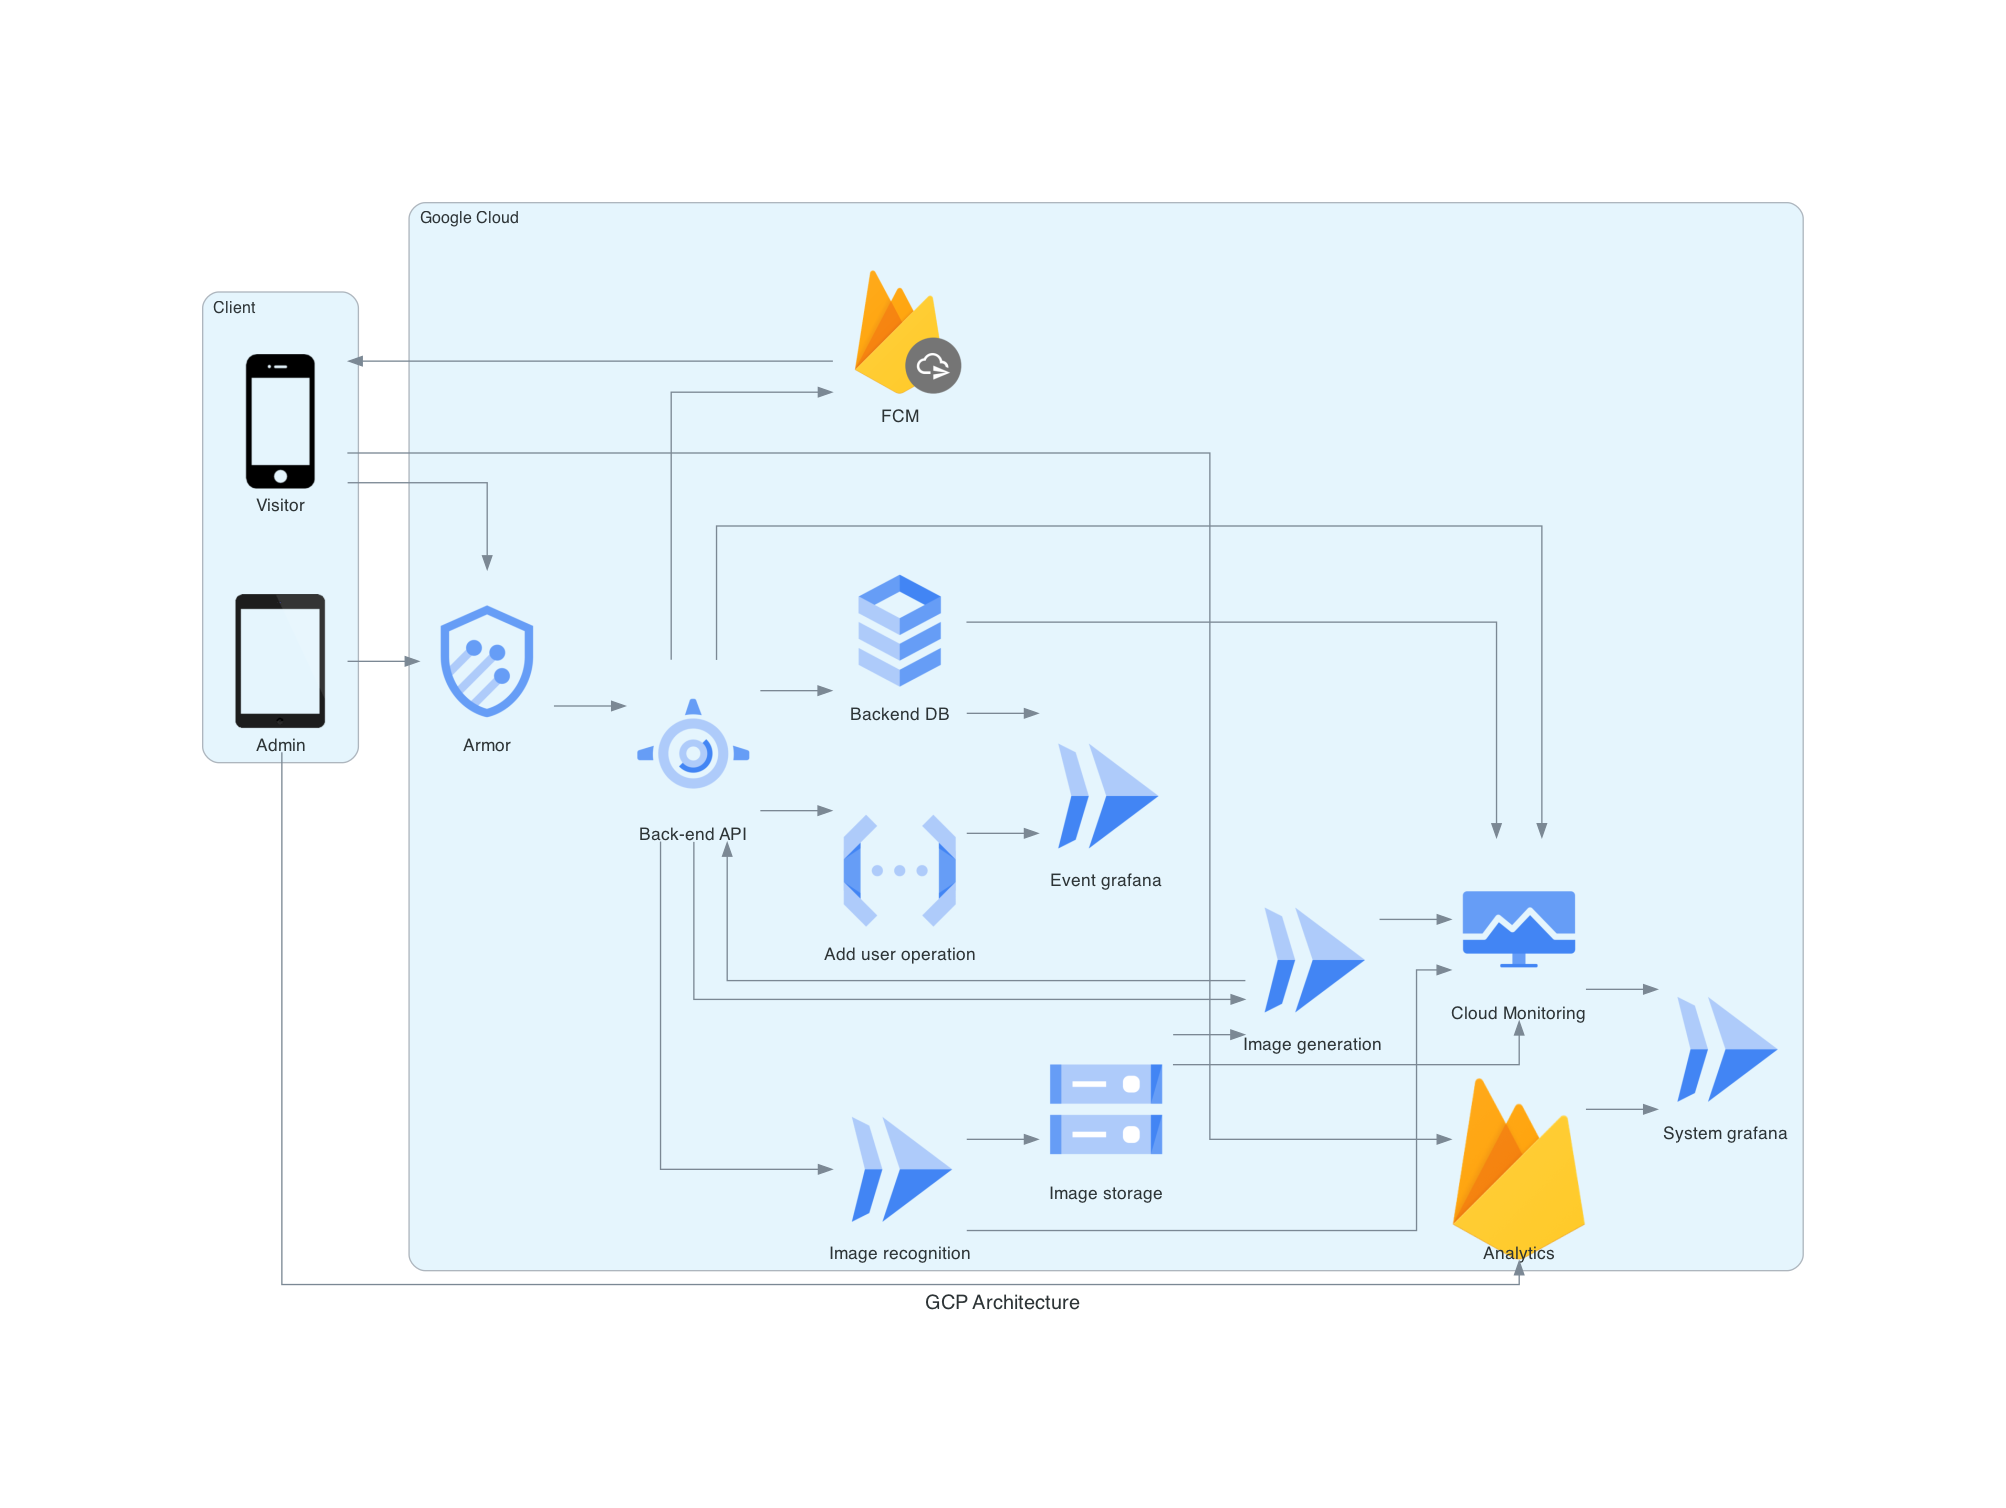 Google Cloud
Client
FCM
Visitor
Backend DB
Admin
Armor
Back-end API
Event grafana
Add user operation
Cloud Monitoring
Image generation
System grafana
Image storage
Image recognition
Analytics
GCP Architecture